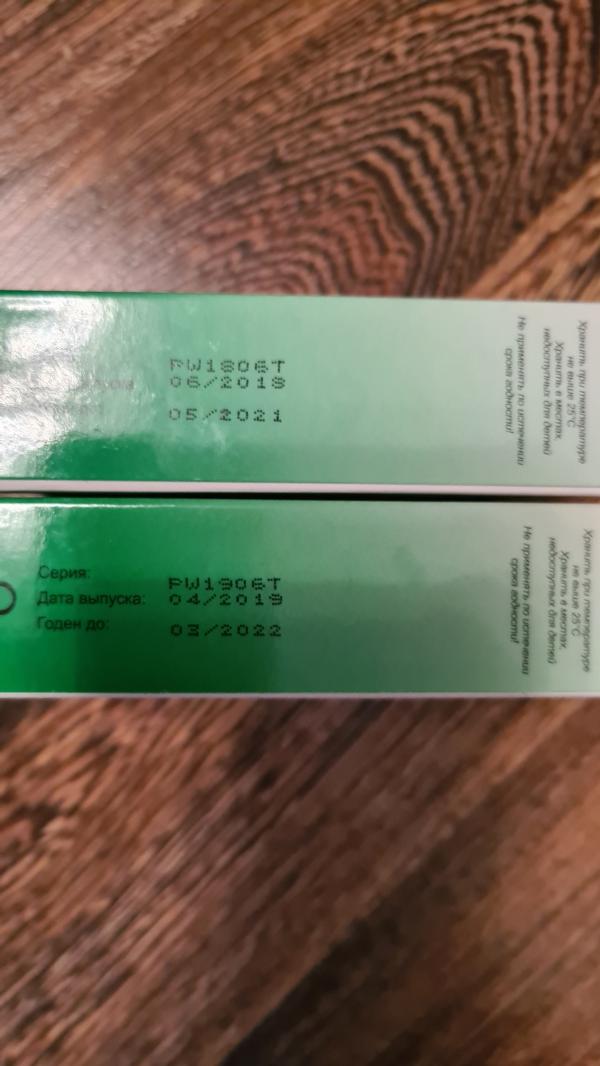 PW1806T
06/2018
05/2021
Не применять по истечении
срока годности!
Хранить при температуре
не выше 25°C
Хранить в местах,
недоступных для детей
Серия:
PW1906T
Дата выпуска:
04/2019
Годен до:
03/2022
Не применять по истечении
срока годности!
Хранить при температуре
не выше 25°C
Хранить в местах,
недоступных для детей